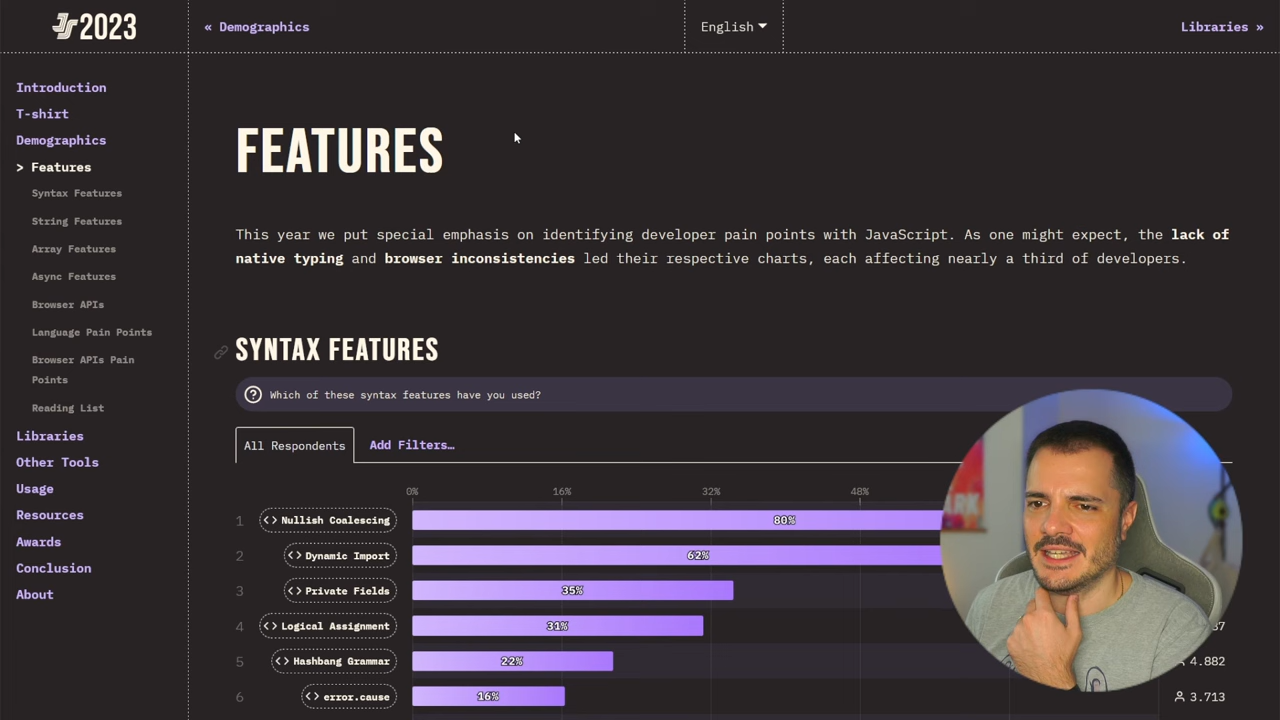 JS 2023
« Demographics
English
Libraries »
Introduction
T-shirt
Demographics
> Features
Syntax Features
String Features
Array Features
Async Features
Browser APIs
Language Pain Points
Browser APIs Pain
Points
Reading List
Libraries
Other Tools
Usage
Resources
Awards
Conclusion
About
FEATURES
This year we put special emphasis on identifying developer pain points with JavaScript. As one might expect, the lack of
native typing and browser inconsistencies led their respective charts, each affecting nearly a third of developers.
SYNTAX FEATURES
Which of these syntax features have you used?
All Respondents
Add Filters…
0% 16% 32% 48%
1 <> Nullish Coalescing 80%
2 <> Dynamic Import 62%
3 <> Private Fields 35%
4 <> Logical Assignment 31%
5 <> Hashbang Grammar 22% 4.882
6 <> error.cause 16% 3.713